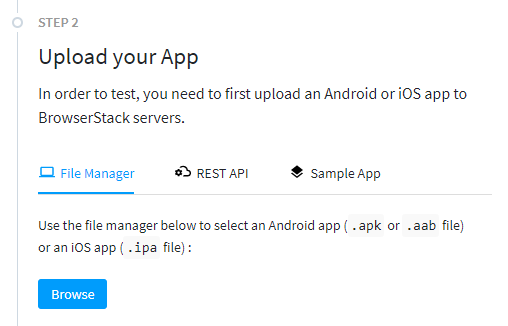 STEP 2
Upload your App
In order to test, you need to first upload an Android or iOS app to
BrowserStack servers.
File Manager REST API Sample App
Use the file manager below to select an Android app ( .apk or .aab file)
or an iOS app ( .ipa file) :
Browse